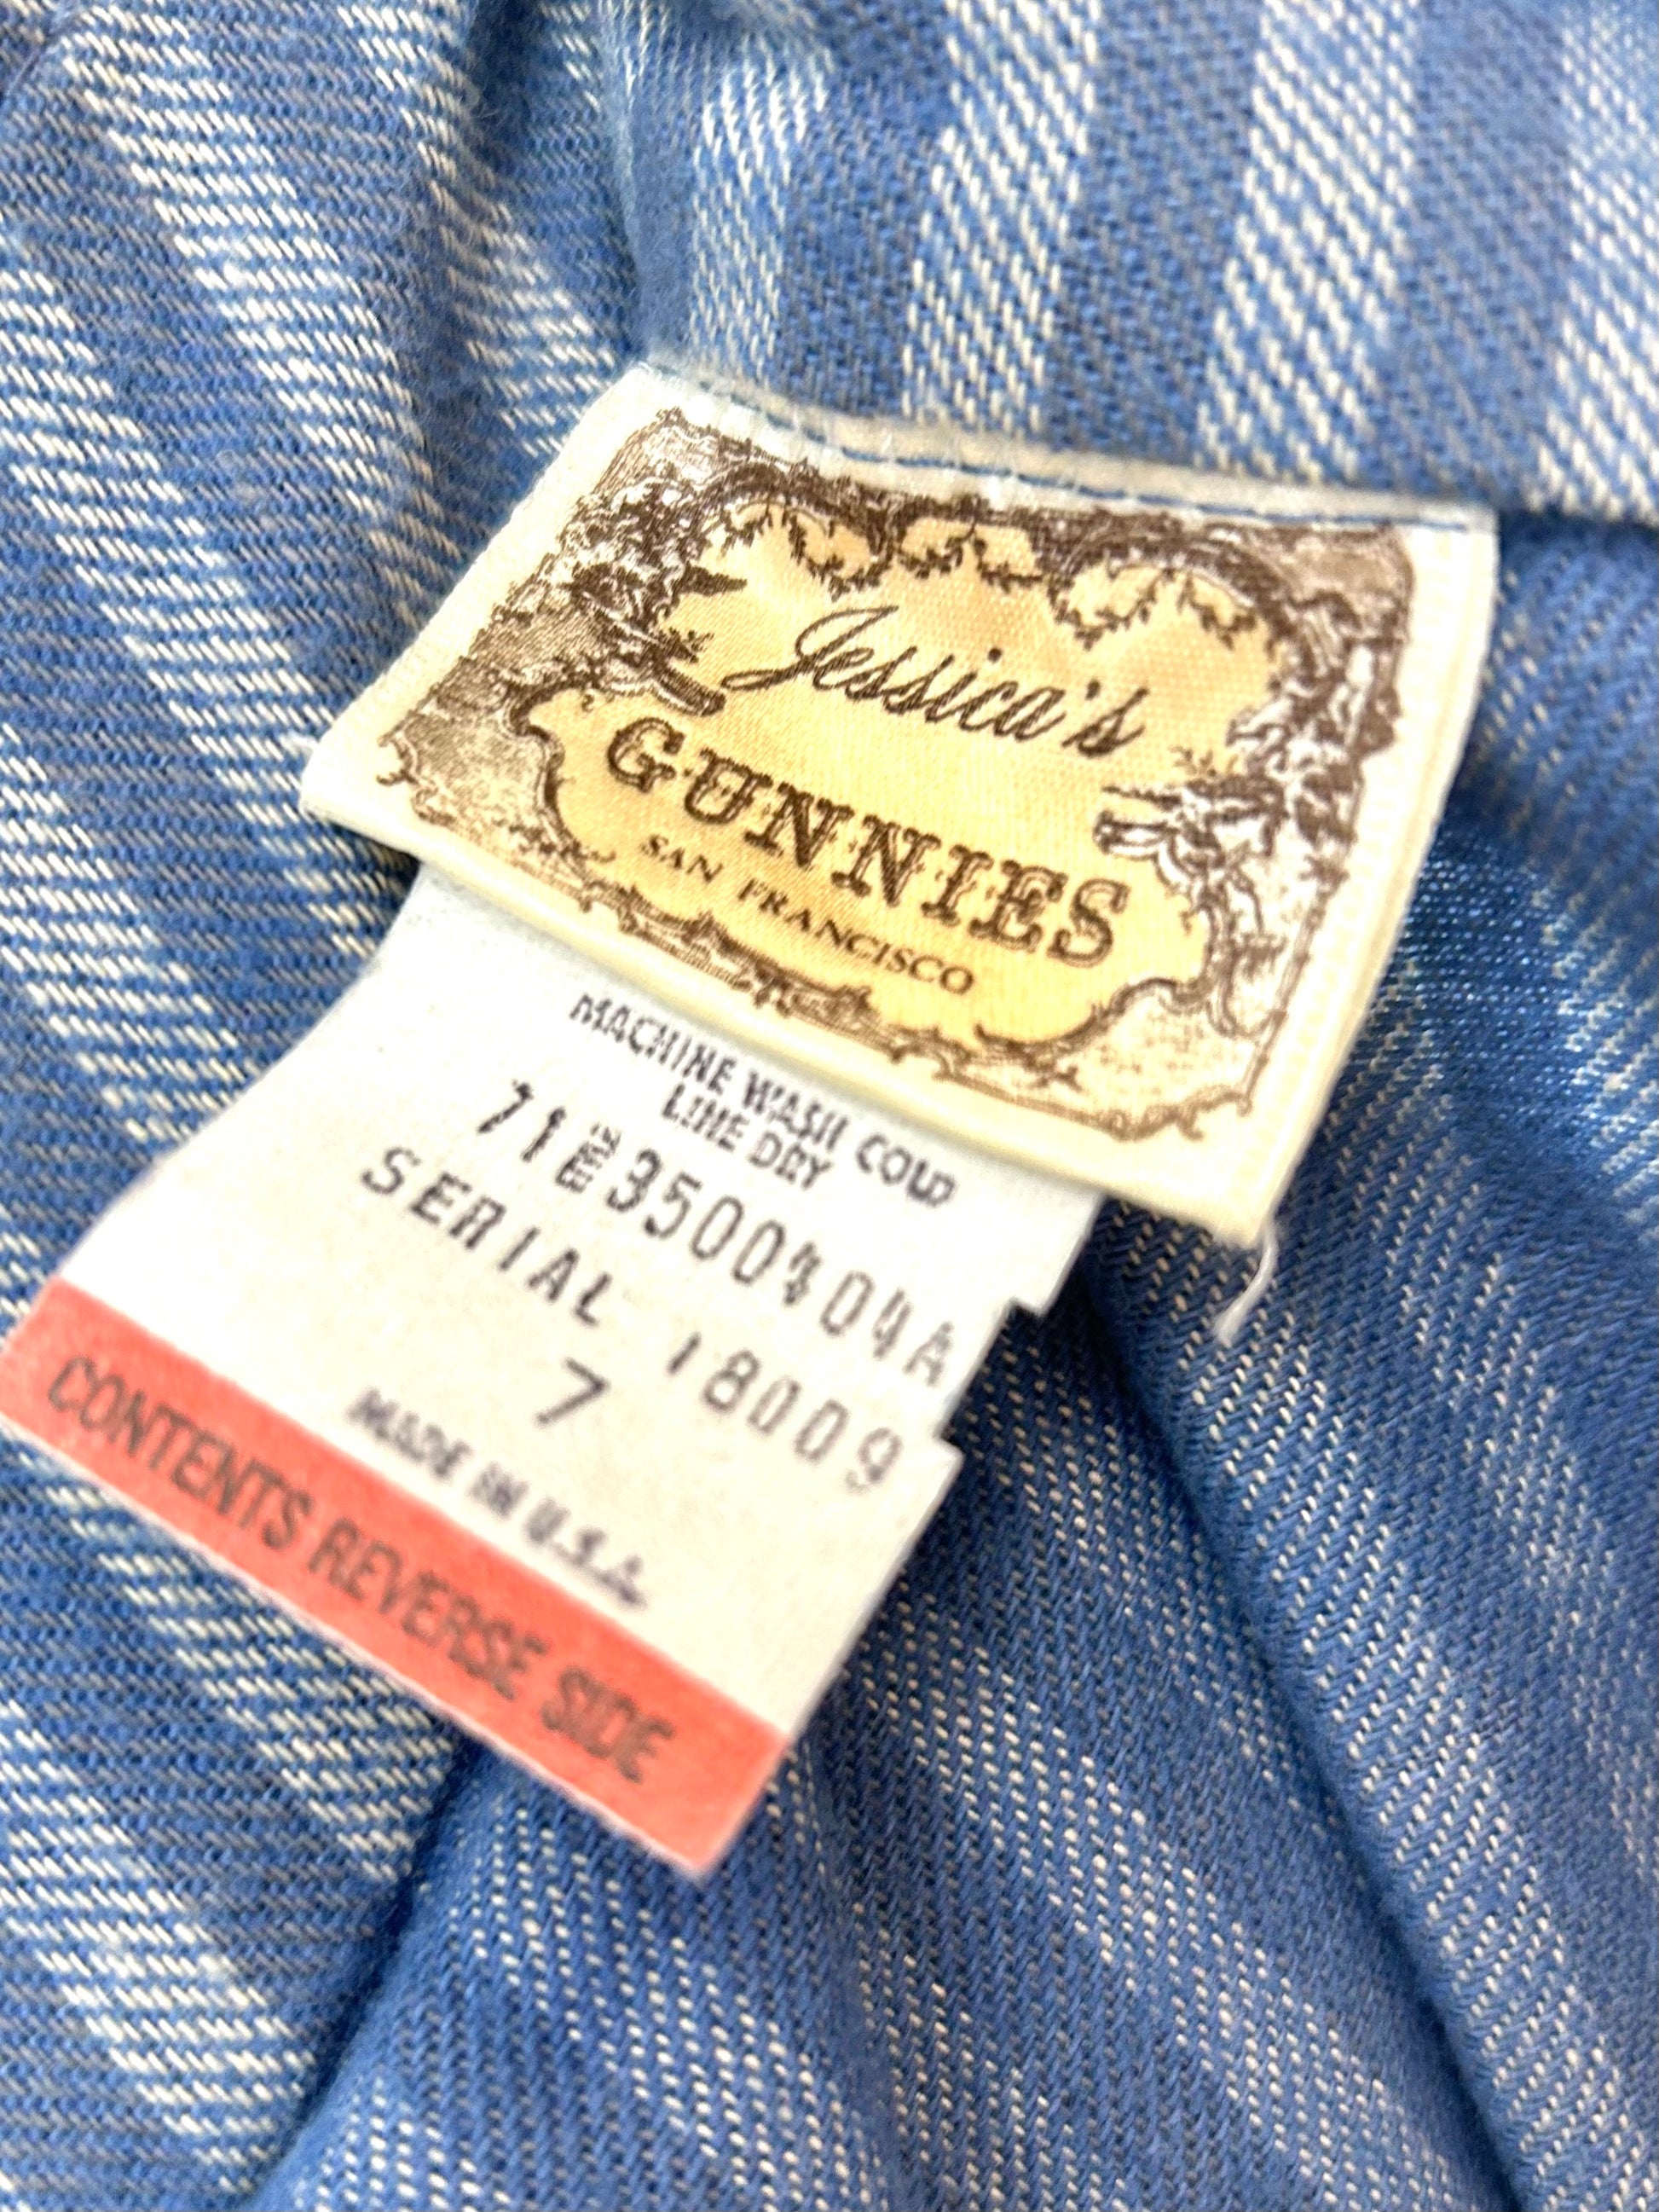 Jessica's
GUNNIES
SAN FRANCISCO
MACHINE WASH COLD
LINE DRY
SERIAL 18009
7
MADE IN U.S.A.
CONTENTS REVERSE SIDE